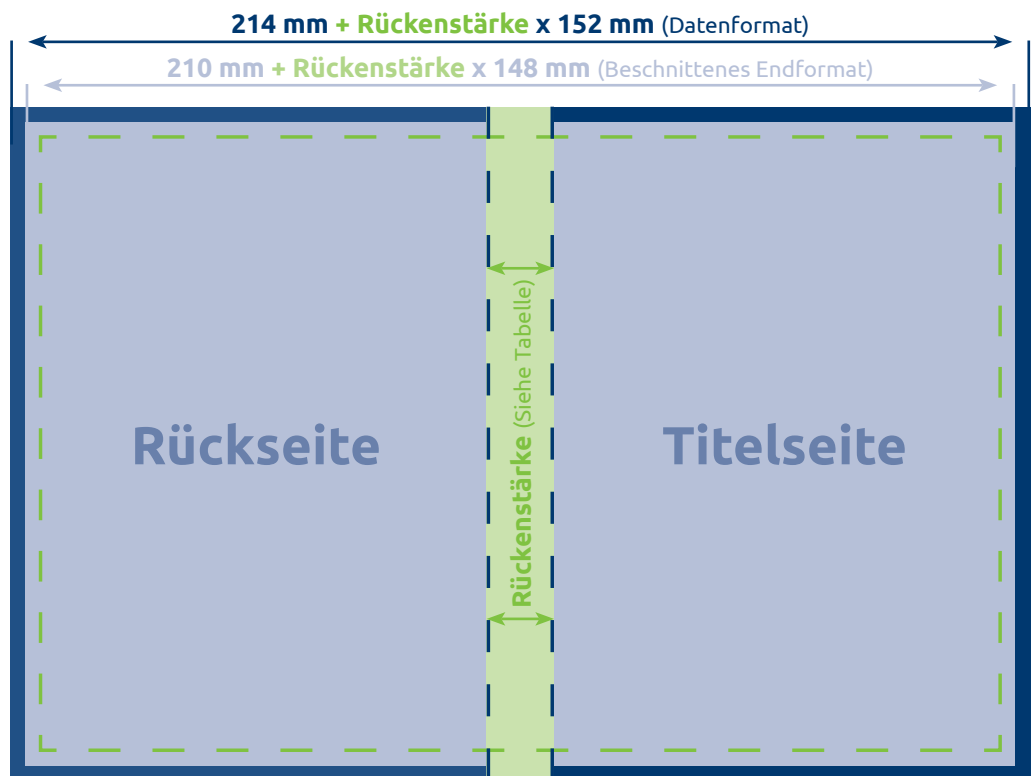 214 mm + Rückenstärke x 152 mm (Datenformat)
210 mm + Rückenstärke x 148 mm (Beschnittenes Endformat)
Rückseite
Rückenstärke (Siehe Tabelle)
Titelseite